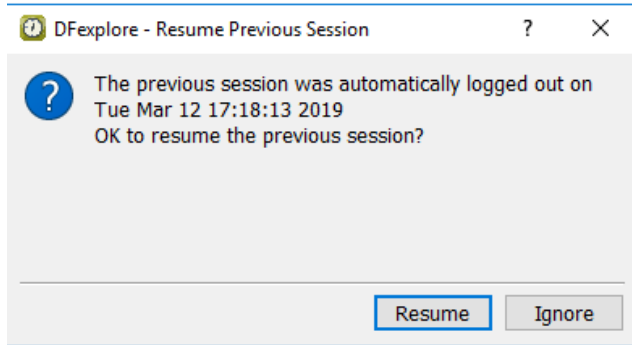 DFexplore - Resume Previous Session ?
The previous session was automatically logged out on
Tue Mar 12 17:18:13 2019
OK to resume the previous session?
Resume Ignore